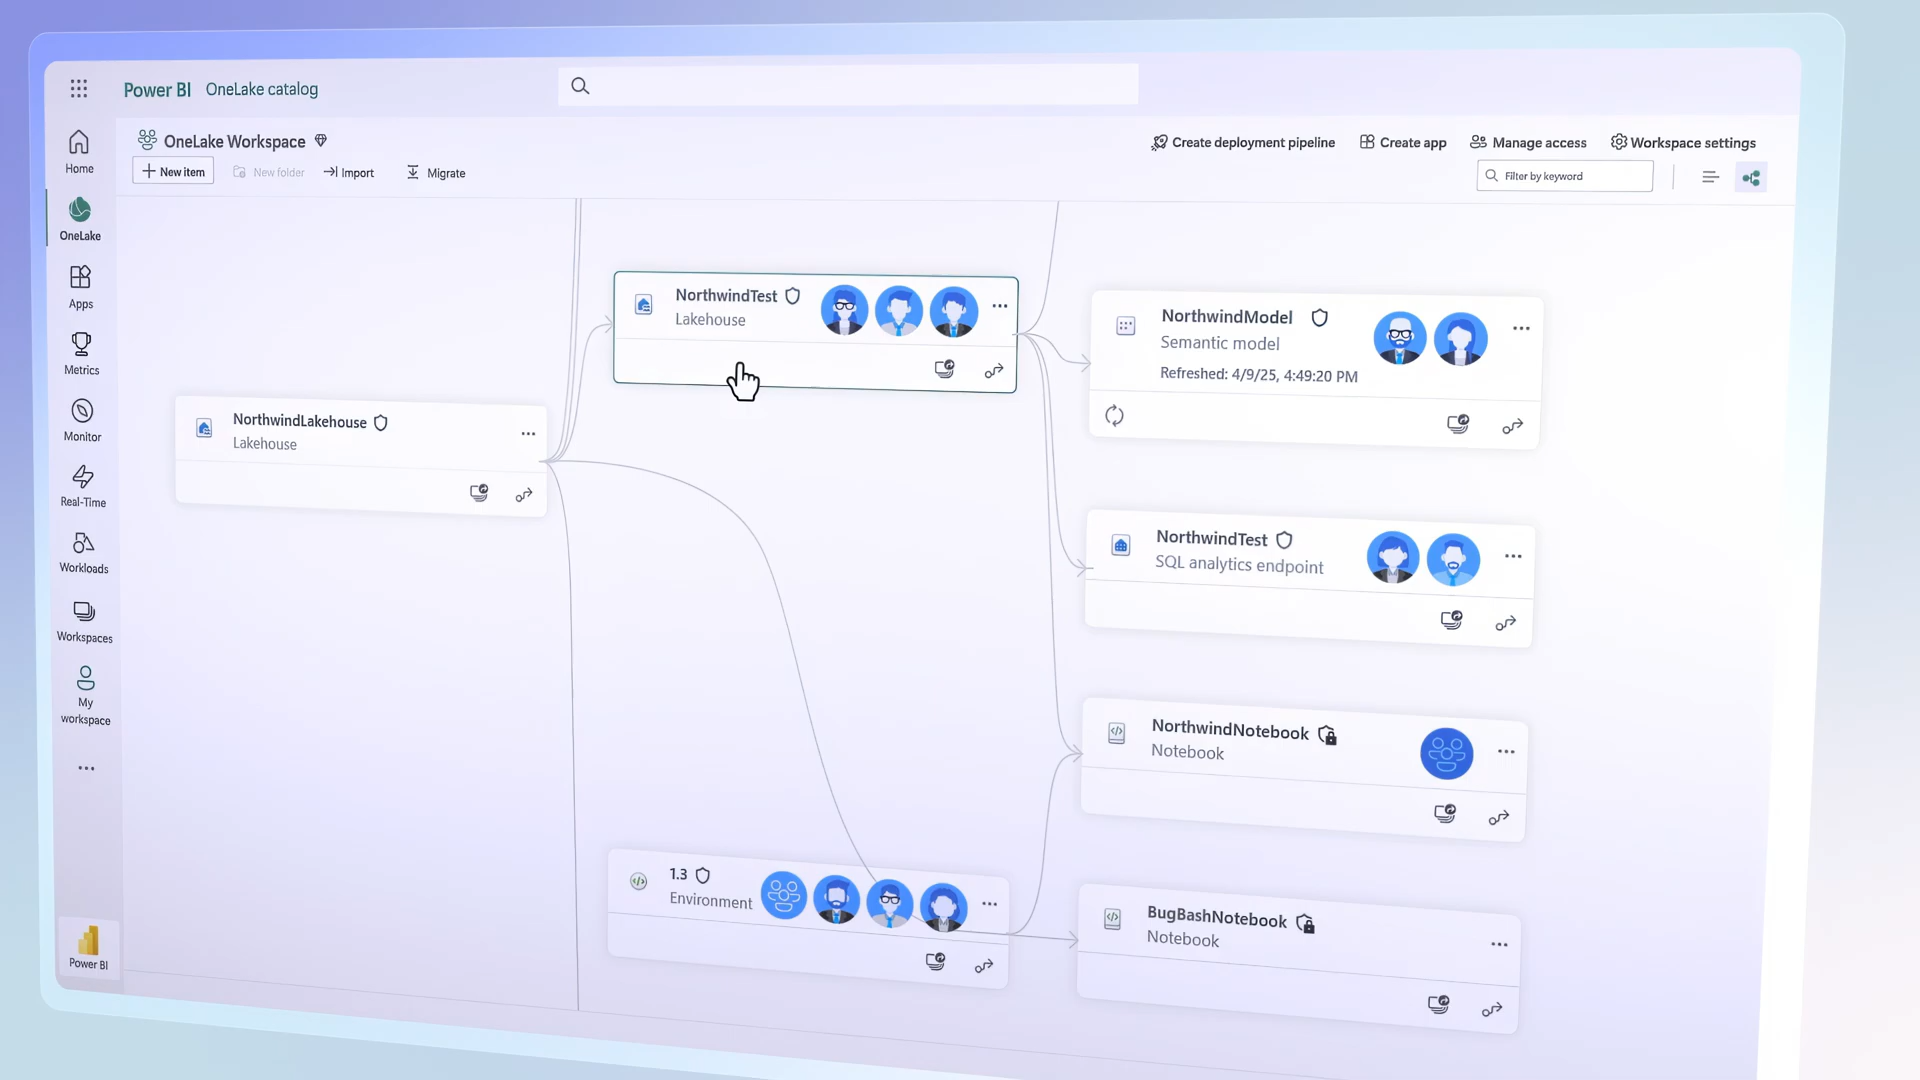 Power BI OneLake catalog
OneLake Workspace
Create deployment pipeline
Create app
Manage access
Workspace settings
New item
New folder
Import
Migrate
Filter by keyword
Home
OneLake
Apps
Metrics
Monitor
Real-Time
Workloads
Workspaces
My
workspace
Power BI
NorthwindLakehouse
Lakehouse
NorthwindTest
Lakehouse
1.3
Environment
NorthwindModel
Semantic model
Refreshed: 4/9/25, 4:49:20 PM
NorthwindTest
SQL analytics endpoint
NorthwindNotebook
Notebook
BugBashNotebook
Notebook